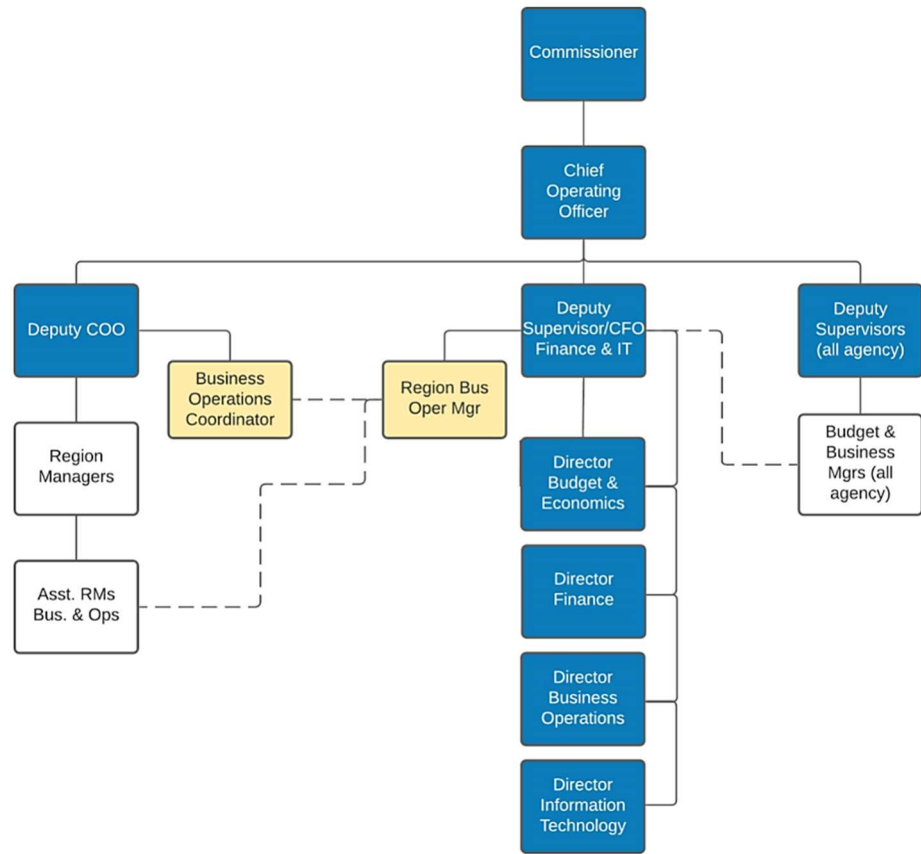 Commissioner
Chief
Operating
Officer
Deputy COO
Deputy
Supervisor/CFO
Finance & IT
Deputy
Supervisors
(all agency)
Business
Operations
Coordinator
Region Bus
Oper Mgr
Region
Managers
Director
Budget &
Economics
Budget &
Business
Mgrs (all
agency)
Asst. RMs
Bus. & Ops
Director
Finance
Director
Business
Operations
Director
Information
Technology